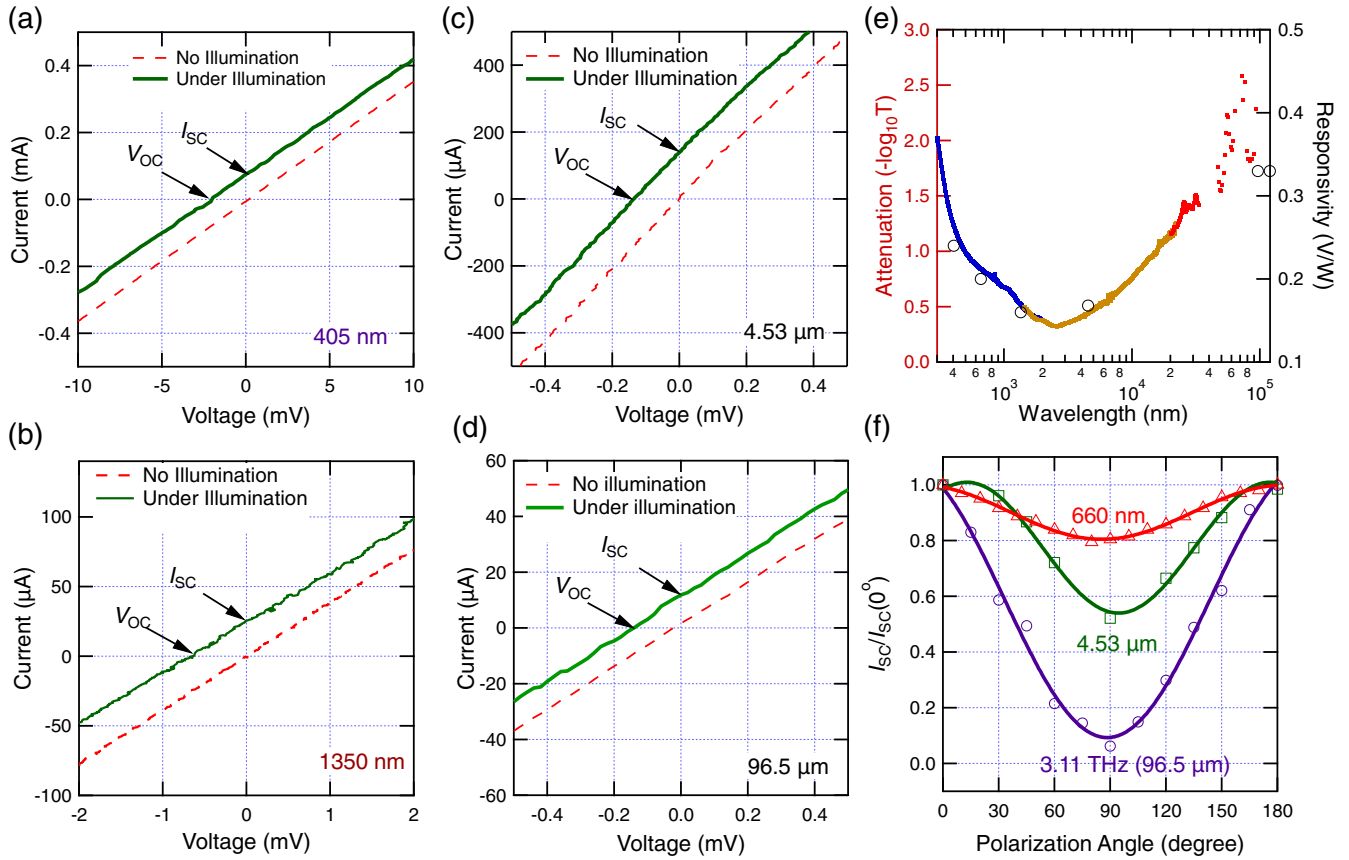 (a)
No Illumination
Under Illumination
I_SC
V_OC
0.4
0.2
0.0
-0.2
-0.4
Current (mA)
405 nm
-10
-5
0
5
10
Voltage (mV)
(b)
No Illumination
Under Illumination
I_SC
V_OC
100
50
0
-50
-100
Current (µA)
1350 nm
-2
-1
0
1
2
Voltage (mV)
(c)
No Illumination
Under Illumination
I_SC
V_OC
400
200
0
-200
-400
Current (µA)
4.53 µm
-0.4
-0.2
0.0
0.2
0.4
Voltage (mV)
(d)
No illumination
Under illumination
I_SC
V_OC
60
40
20
0
-20
-40
-60
Current (µA)
96.5 µm
-0.4
-0.2
0.0
0.2
0.4
Voltage (mV)
(e)
3.0
2.5
2.0
1.5
1.0
0.5
0.0
Attenuation (-log₁₀T)
0.5
0.4
0.3
0.2
0.1
Responsivity (V/W)
4 6 8 10³ 2 4 6 8 10⁴ 2 4 6 8 10⁵
Wavelength (nm)
(f)
1.0
0.8
0.6
0.4
0.2
0.0
I_SC/I_SC(0°)
660 nm
4.53 µm
3.11 THz (96.5 µm)
0
30
60
90
120
150
180
Polarization Angle (degree)